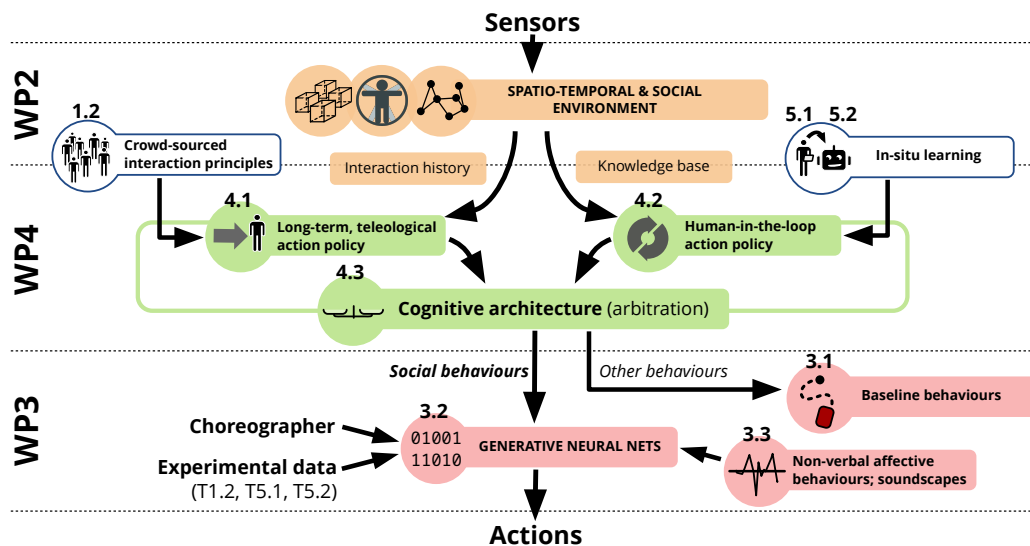 Sensors
WP2
SPATIO-TEMPORAL & SOCIAL
ENVIRONMENT
1.2
Crowd-sourced
interaction principles
5.1 5.2
In-situ learning
Interaction history
Knowledge base
WP4
4.1
Long-term, teleological
action policy
4.2
Human-in-the-loop
action policy
4.3
Cognitive architecture (arbitration)
WP3
Social behaviours
Other behaviours
3.1
Baseline behaviours
Choreographer
Experimental data
(T1.2, T5.1, T5.2)
3.2
01001
11010
GENERATIVE NEURAL NETS
3.3
Non-verbal affective
behaviours; soundscapes
Actions